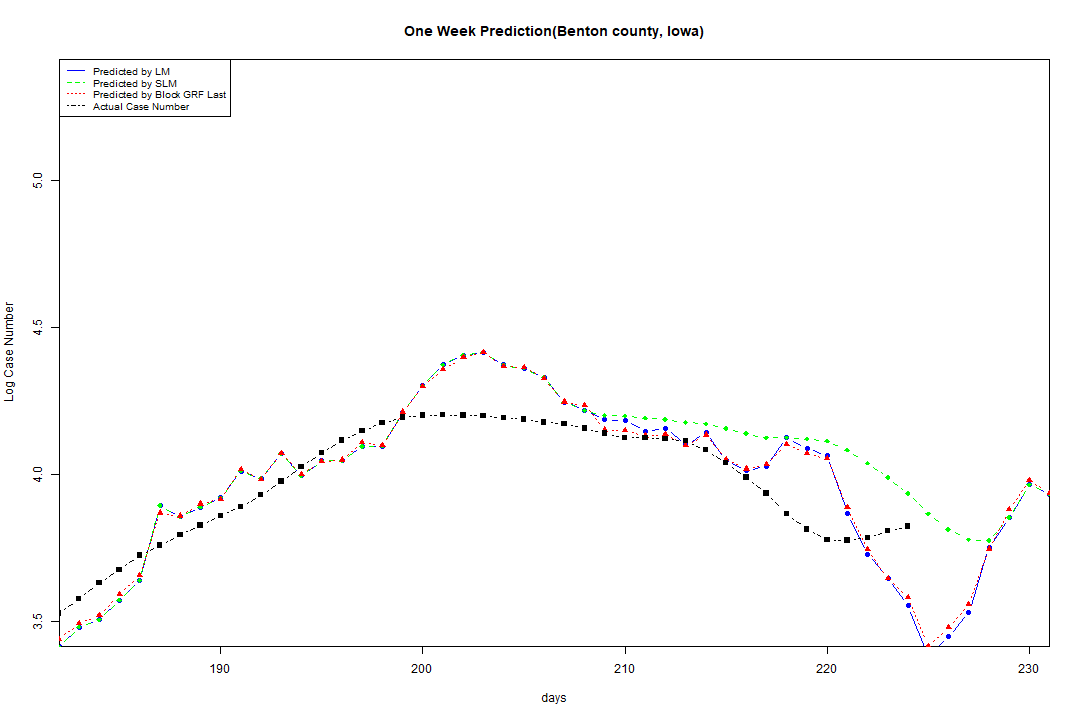 One Week Prediction(Benton county, Iowa)
Predicted by LM
Predicted by SLM
Predicted by Block GRF Last
Actual Case Number
Log Case Number
5.0
4.5
4.0
3.5
190 200 210 220 230
days